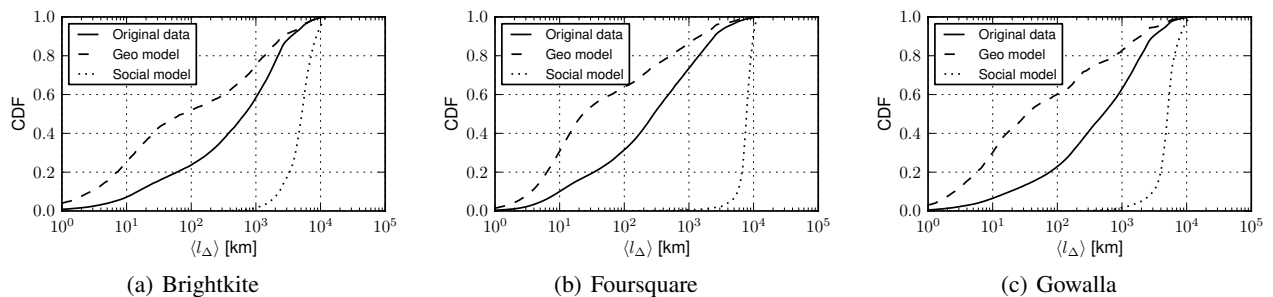 1.0
0.8
0.6
0.4
0.2
0.0
CDF
Original data
Geo model
Social model
10^0 10^1 10^2 10^3 10^4 10^5
⟨l_Δ⟩ [km]
(a) Brightkite
1.0
0.8
0.6
0.4
0.2
0.0
CDF
Original data
Geo model
Social model
10^0 10^1 10^2 10^3 10^4 10^5
⟨l_Δ⟩ [km]
(b) Foursquare
1.0
0.8
0.6
0.4
0.2
0.0
CDF
Original data
Geo model
Social model
10^0 10^1 10^2 10^3 10^4 10^5
⟨l_Δ⟩ [km]
(c) Gowalla